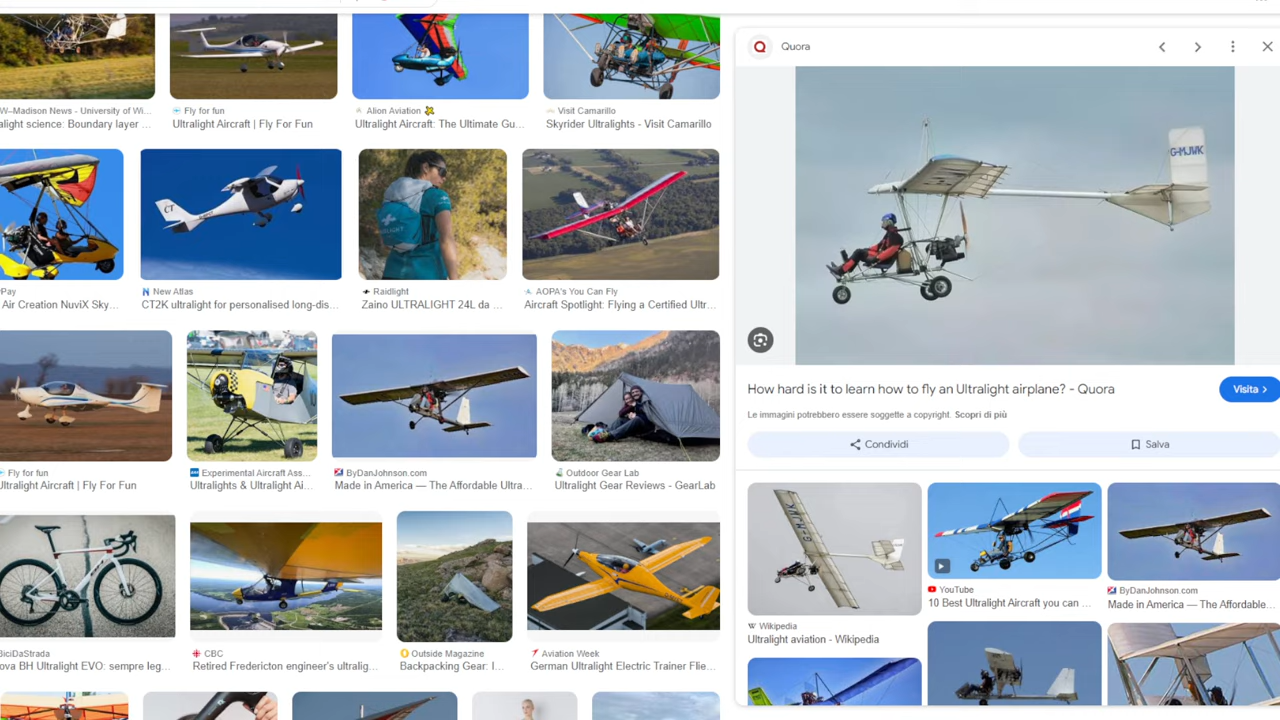 W–Madison News - University of Wi...
alight science: Boundary layer ...
Fly for fun
Ultralight Aircraft | Fly For Fun
Alion Aviation
Ultralight Aircraft: The Ultimate Gu...
Visit Camarillo
Skyrider Ultralights - Visit Camarillo
Pay
Air Creation NuviX Sky...
CT
New Atlas
CT2K ultralight for personalised long-dis...
Raidlight
Zaino ULTRALIGHT 24L da ...
AOPA's You Can Fly
Aircraft Spotlight: Flying a Certified Ultr...
Fly for fun
Ultralight Aircraft | Fly For Fun
Experimental Aircraft Ass...
Ultralights & Ultralight Ai...
ByDanJohnson.com
Made in America — The Affordable Ultra...
Outdoor Gear Lab
Ultralight Gear Reviews - GearLab
BiciDaStrada
ova BH Ultralight EVO: sempre leg...
CBC
Retired Fredericton engineer's ultralig...
Outside Magazine
Backpacking Gear: I...
Aviation Week
German Ultralight Electric Trainer Flie...
Quora
G-MJWK
How hard is it to learn how to fly an Ultralight airplane? - Quora
Visita
Le immagini potrebbero essere soggette a copyright. Scopri di più
Condividi
Salva
Wikipedia
Ultralight aviation - Wikipedia
YouTube
10 Best Ultralight Aircraft you can ...
ByDanJohnson.com
Made in America — The Affordable...